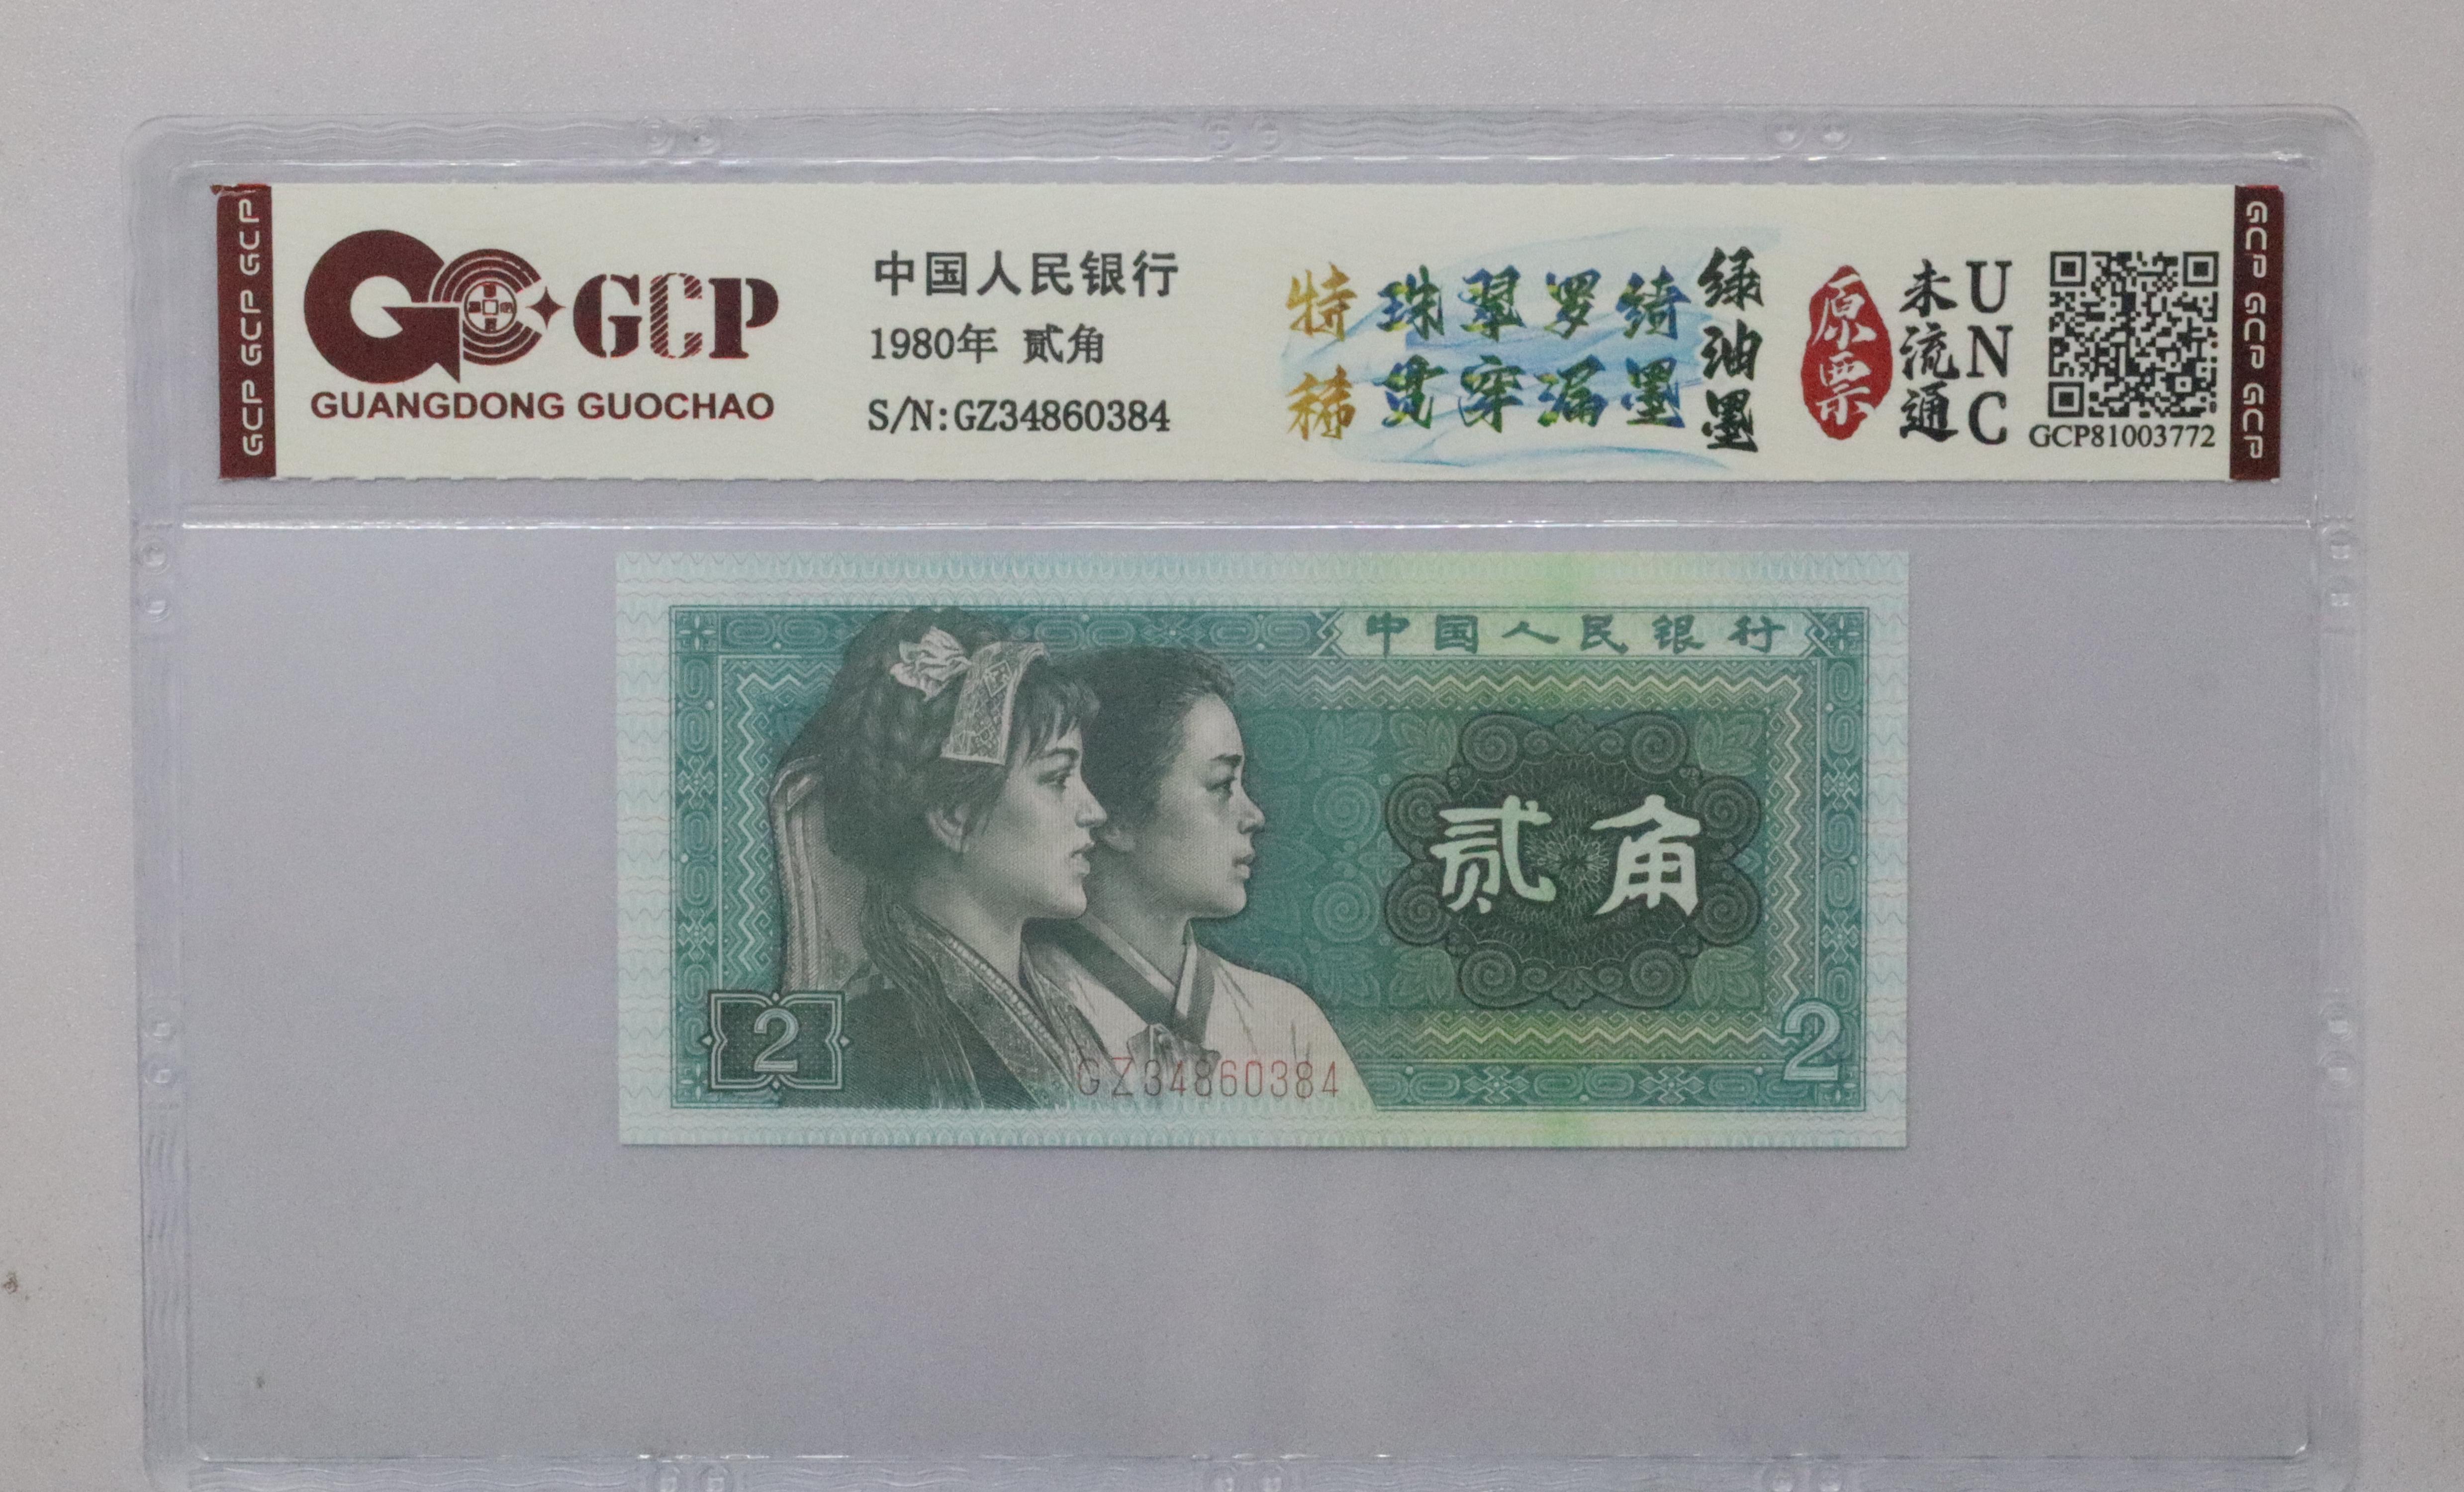 GCP GCP GCP
GCP
GUANGDONG GUOCHAO
中国人民银行
1980年 贰角
S/N:GZ34860384
特稀
珠翠罗绮
贯穿漏墨
绿油墨
原票
未流通
UNC
GCP81003772
GCP GCP GCP
中国人民银行
贰角
2
GZ34860384
2